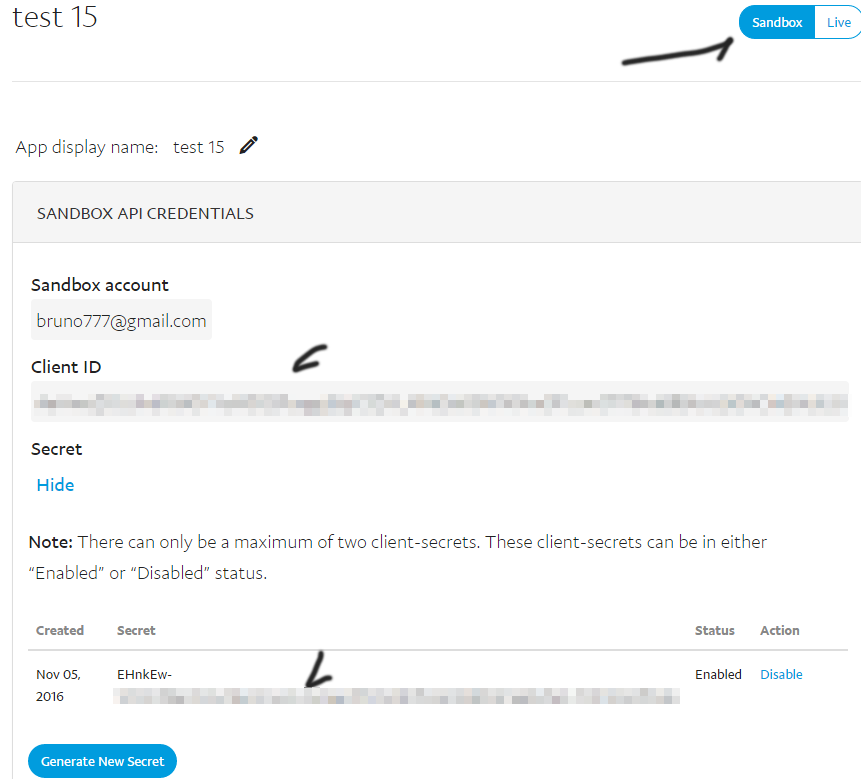 test 15
Sandbox Live
App display name: test 15
SANDBOX API CREDENTIALS
Sandbox account
bruno777@gmail.com
Client ID
Secret
Hide
Note: There can only be a maximum of two client-secrets. These client-secrets can be in either
“Enabled” or “Disabled” status.
Created Secret Status Action
Nov 05, EHnkEw- Enabled Disable
2016
Generate New Secret